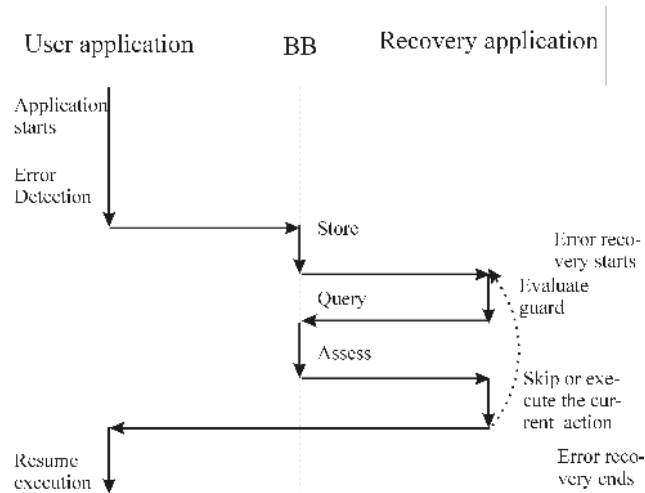 User application
BB
Recovery application
Application
starts
Error
Detection
Store
Error reco-
very starts
Evaluate
guard
Query
Assess
Skip or exe-
cute the cur-
rent action
Resume
execution
Error reco-
very ends